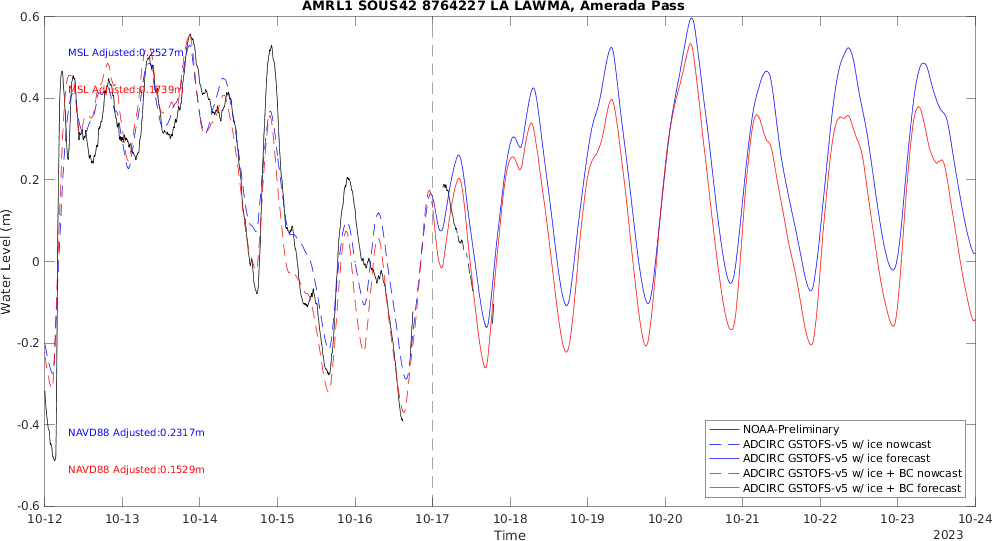 AMRL1 SOUS42 8764227 LA LAWMA, Amerada Pass
0.6
0.4
0.2
0
-0.2
-0.4
-0.6
Water Level (m)
MSL Adjusted:0.2527m
MSL Adjusted:0.1739m
NAVD88 Adjusted:0.2317m
NAVD88 Adjusted:0.1529m
NOAA-Preliminary
ADCIRC GSTOFS-v5 w/ ice nowcast
ADCIRC GSTOFS-v5 w/ ice forecast
ADCIRC GSTOFS-v5 w/ ice + BC nowcast
ADCIRC GSTOFS-v5 w/ ice + BC forecast
10-12 10-13 10-14 10-15 10-16 10-17 10-18 10-19 10-20 10-21 10-22 10-23 10-24
Time
2023